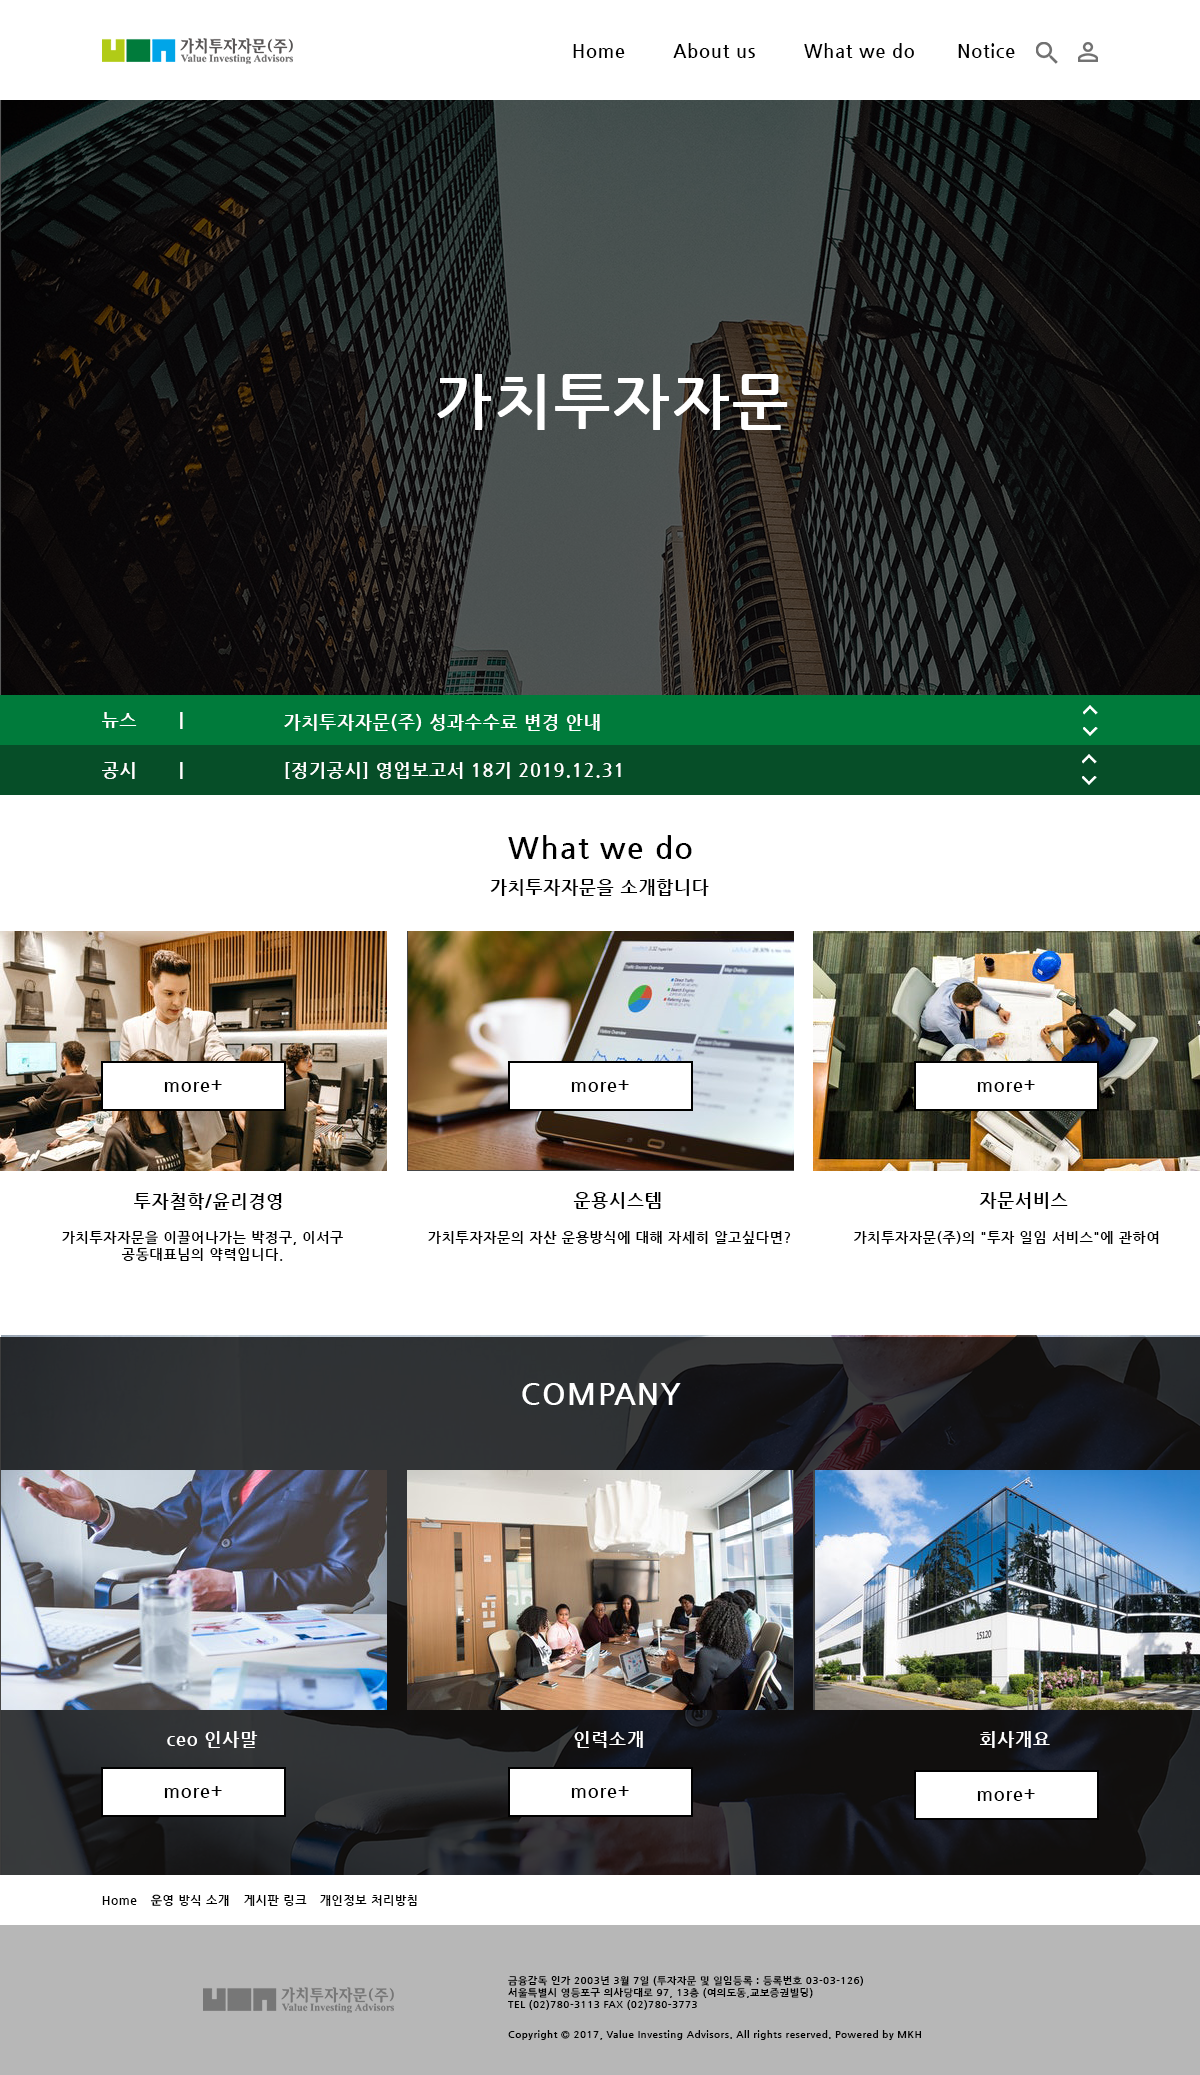 가치투자자문(주)
Value Investing Advisors
Home About us What we do Notice
가치투자자문
뉴스 | 가치투자자문(주) 성과수수료 변경 안내
공시 | [정기공시] 영업보고서 18기 2019.12.31
What we do
가치투자자문을 소개합니다
more+ more+ more+
투자철학/윤리경영 운용시스템 자문서비스
가치투자자문을 이끌어나가는 박정구, 이서구
공동대표님의 약력입니다.
가치투자자문의 자산 운용방식에 대해 자세히 알고싶다면?
가치투자자문(주)의 "투자 일임 서비스"에 관하여
COMPANY
15120
ceo 인사말 인력소개 회사개요
more+ more+ more+
Home 운영 방식 소개 게시판 링크 개인정보 처리방침
가치투자자문(주)
Value Investing Advisors
금융감독 인가 2003년 3월 7일 (투자자문 및 일임등록 : 등록번호 03-03-126)
서울특별시 영등포구 의사당대로 97, 13층 (여의도동,교보증권빌딩)
TEL (02)780-3113 FAX (02)780-3773
Copyright © 2017, Value Investing Advisors. All rights reserved. Powered by MKH